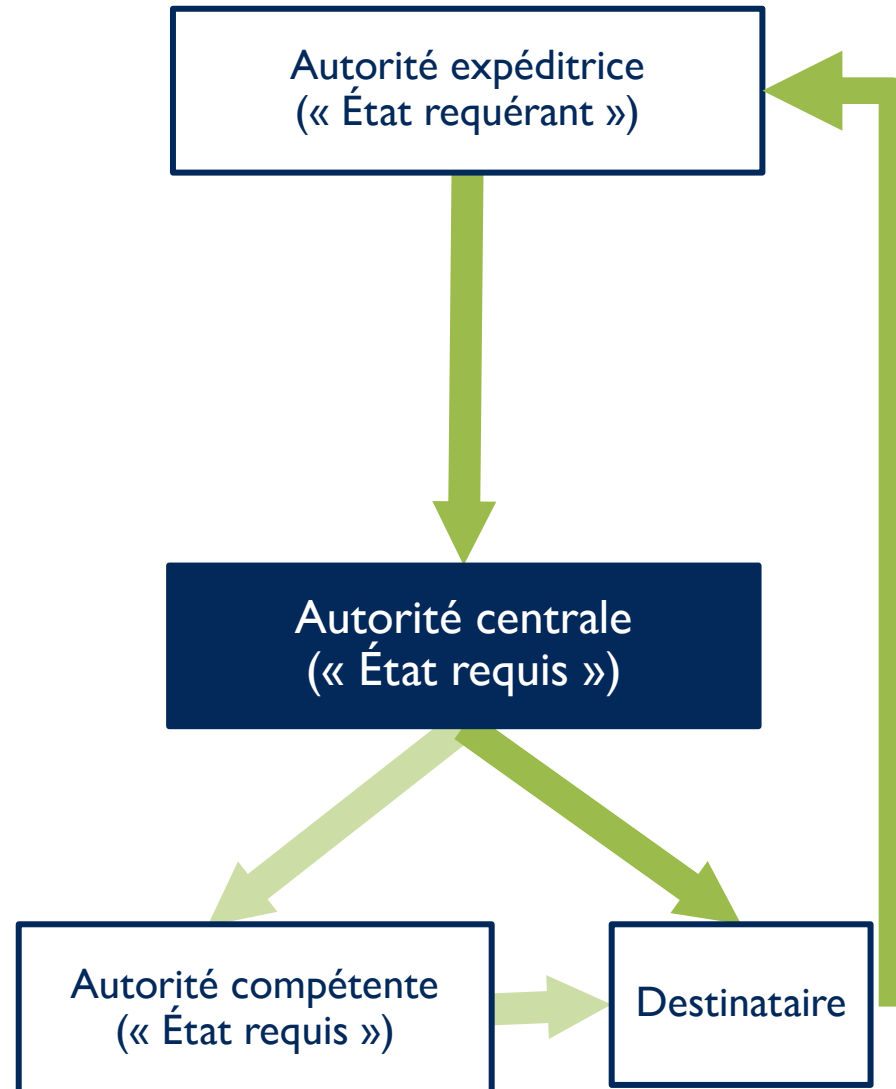 Autorité expéditrice
(« État requérant »)
Autorité centrale
(« État requis »)
Autorité compétente
(« État requis »)
Destinataire